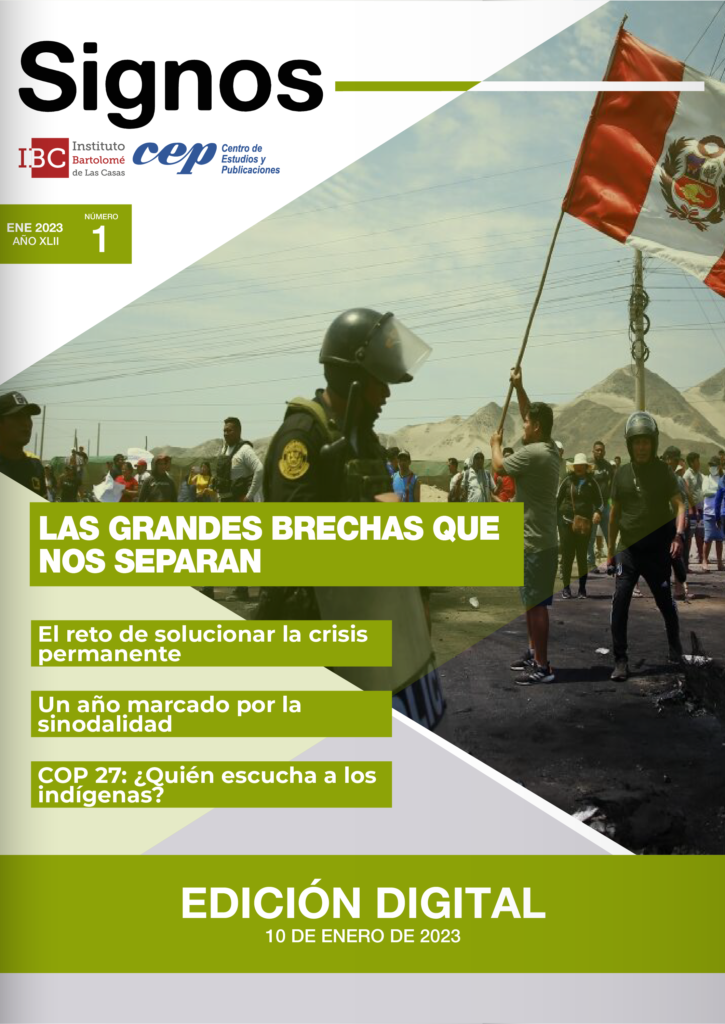 Signos
IBC
Instituto
Bartolomé
de Las Casas
cep
Centro de
Estudios y
Publicaciones
ENE 2023
AÑO XLII
NÚMERO
1
LAS GRANDES BRECHAS QUE
NOS SEPARAN
El reto de solucionar la crisis
permanente
Un año marcado por la
sinodalidad
COP 27: ¿Quién escucha a los
indígenas?
EDICIÓN DIGITAL
10 DE ENERO DE 2023